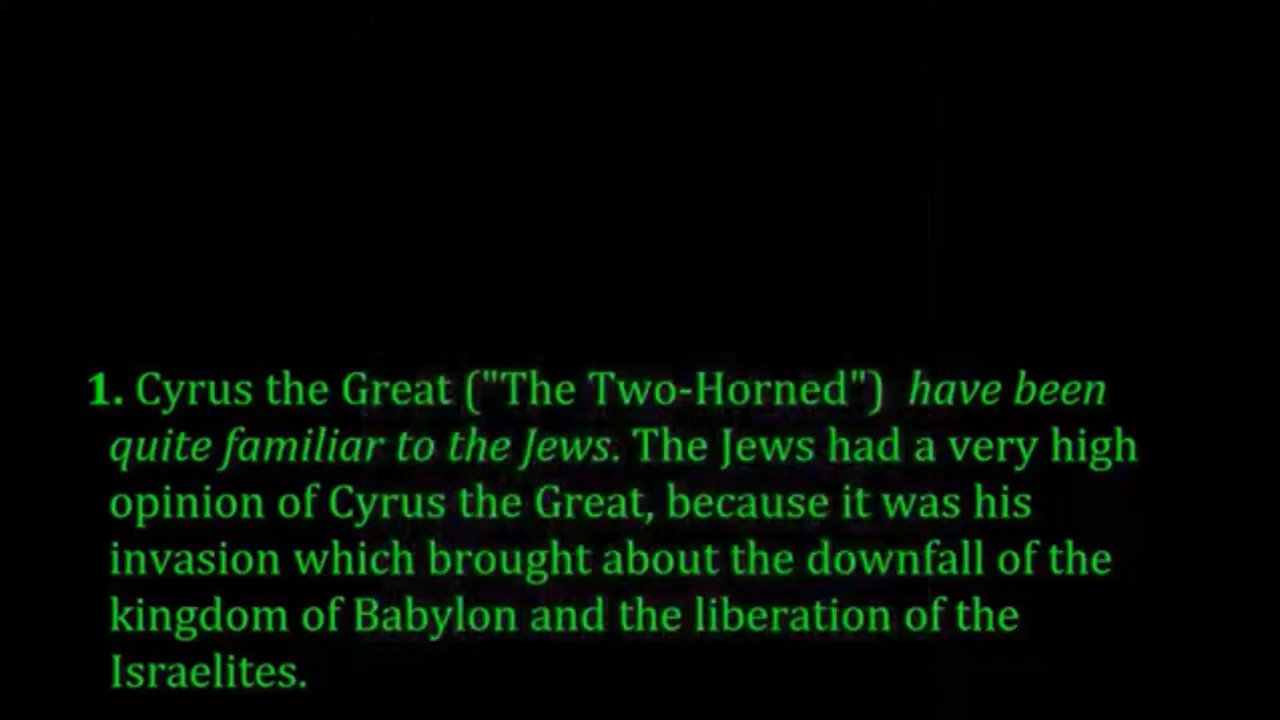 1. Cyrus the Great ("The Two-Horned") have been
quite familiar to the Jews. The Jews had a very high
opinion of Cyrus the Great, because it was his
invasion which brought about the downfall of the
kingdom of Babylon and the liberation of the
Israelites.